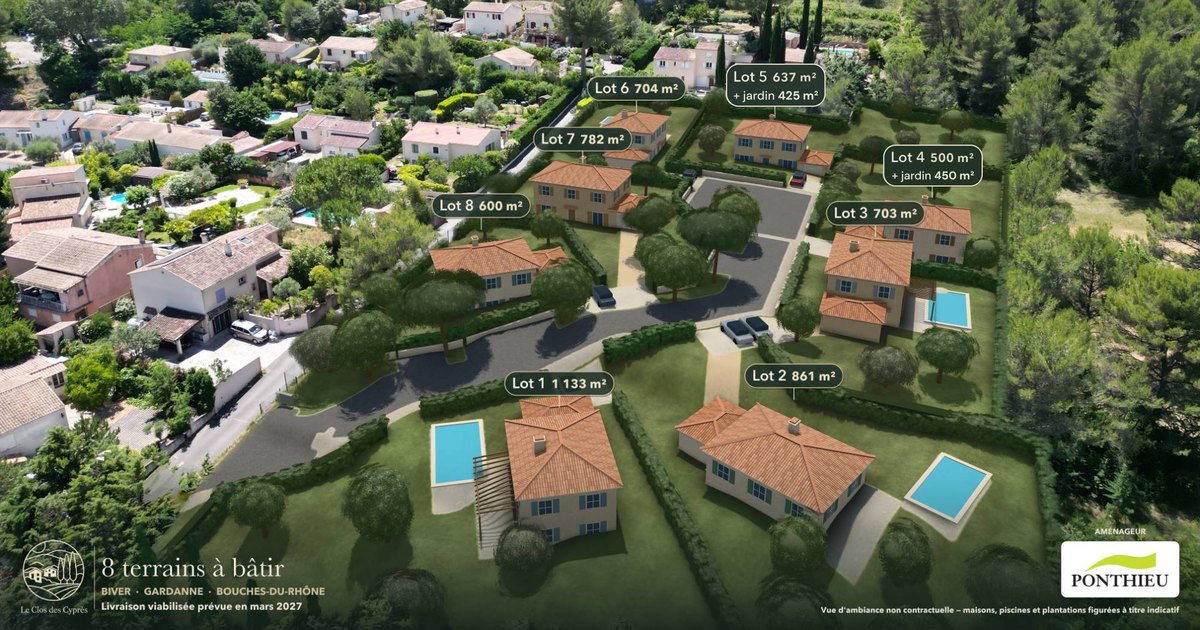 Lot 5 637 m²
+ jardin 425 m²
Lot 6 704 m²
Lot 7 782 m²
Lot 4 500 m²
+ jardin 450 m²
Lot 8 600 m²
Lot 3 703 m²
Lot 2 861 m²
Lot 1 1 133 m²
Le Clos des Cyprès
8 terrains à bâtir
BIVER · GARDANNE · BOUCHES-DU-RHÔNE
Livraison viabilisée prévue en mars 2027
AMÉNAGEUR
PONTHIEU
Vue d'ambiance non contractuelle – maisons, piscines et plantations figurées à titre indicatif